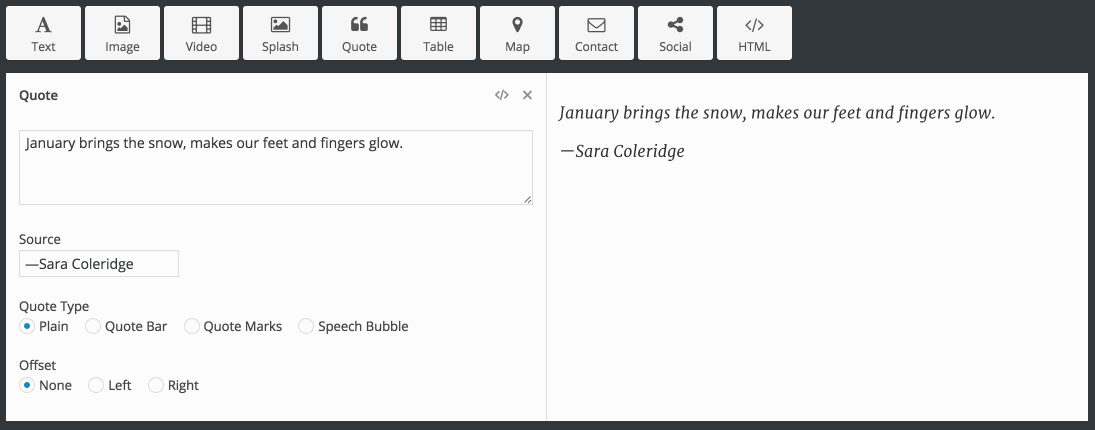 Text Image Video Splash Quote Table Map Contact Social HTML
Quote
January brings the snow, makes our feet and fingers glow.
Source
—Sara Coleridge
Quote Type
Plain Quote Bar Quote Marks Speech Bubble
Offset
None Left Right
January brings the snow, makes our feet and fingers glow.
—Sara Coleridge